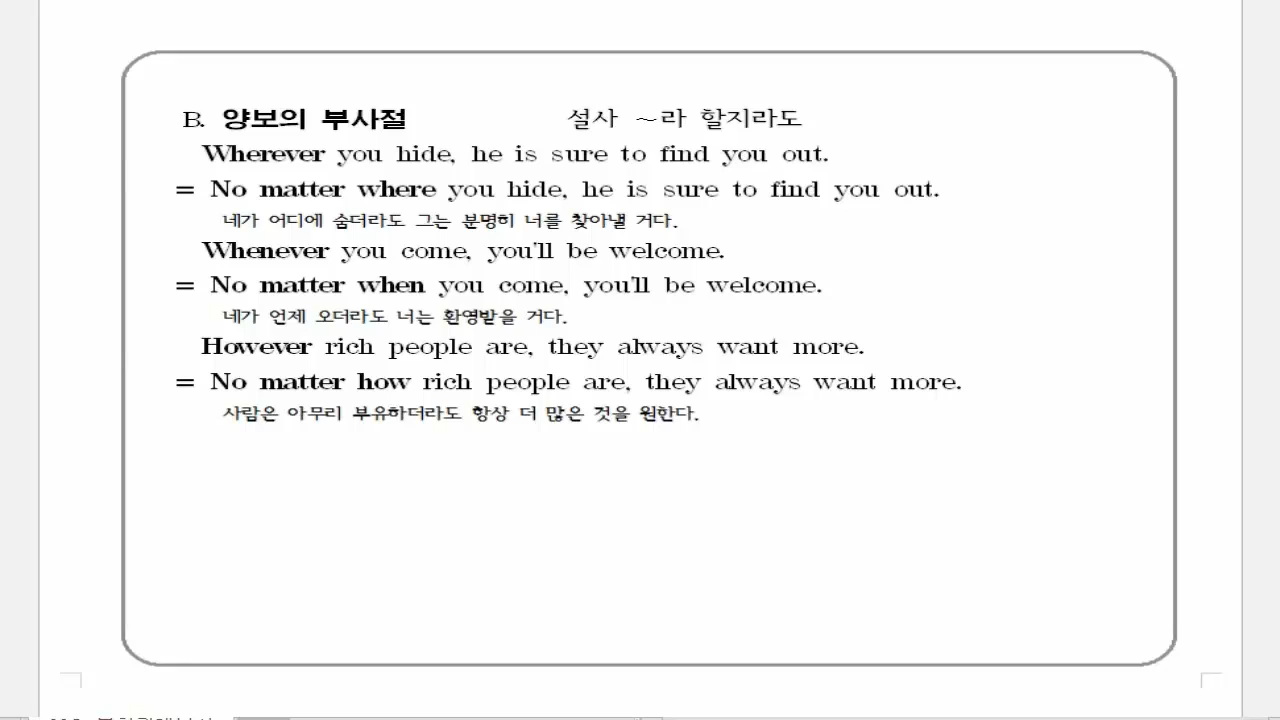 B. 양보의 부사절 설사 ~라 할지라도
Wherever you hide, he is sure to find you out.
= No matter where you hide, he is sure to find you out.
네가 어디에 숨더라도 그는 분명히 너를 찾아낼 거다.
Whenever you come, you'll be welcome.
= No matter when you come, you'll be welcome.
네가 언제 오더라도 너는 환영받을 거다.
However rich people are, they always want more.
= No matter how rich people are, they always want more.
사람은 아무리 부유하더라도 항상 더 많은 것을 원한다.